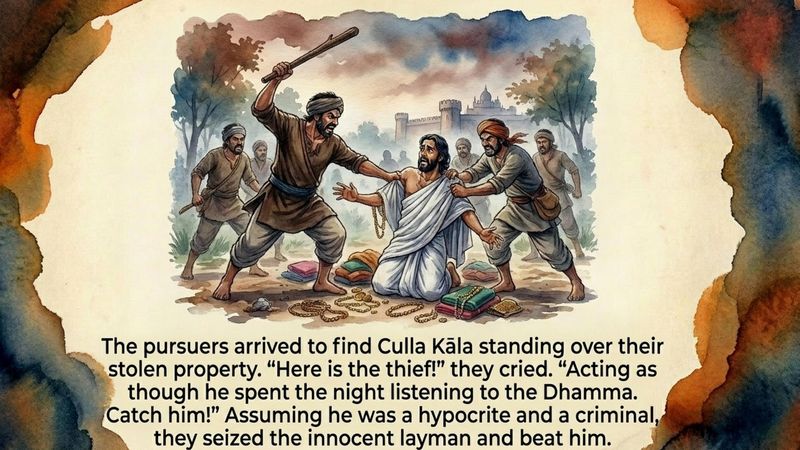 The pursuers arrived to find Culla Kāla standing over their
stolen property. “Here is the thief!” they cried. “Acting as
though he spent the night listening to the Dhamma.
Catch him!” Assuming he was a hypocrite and a criminal,
they seized the innocent layman and beat him.